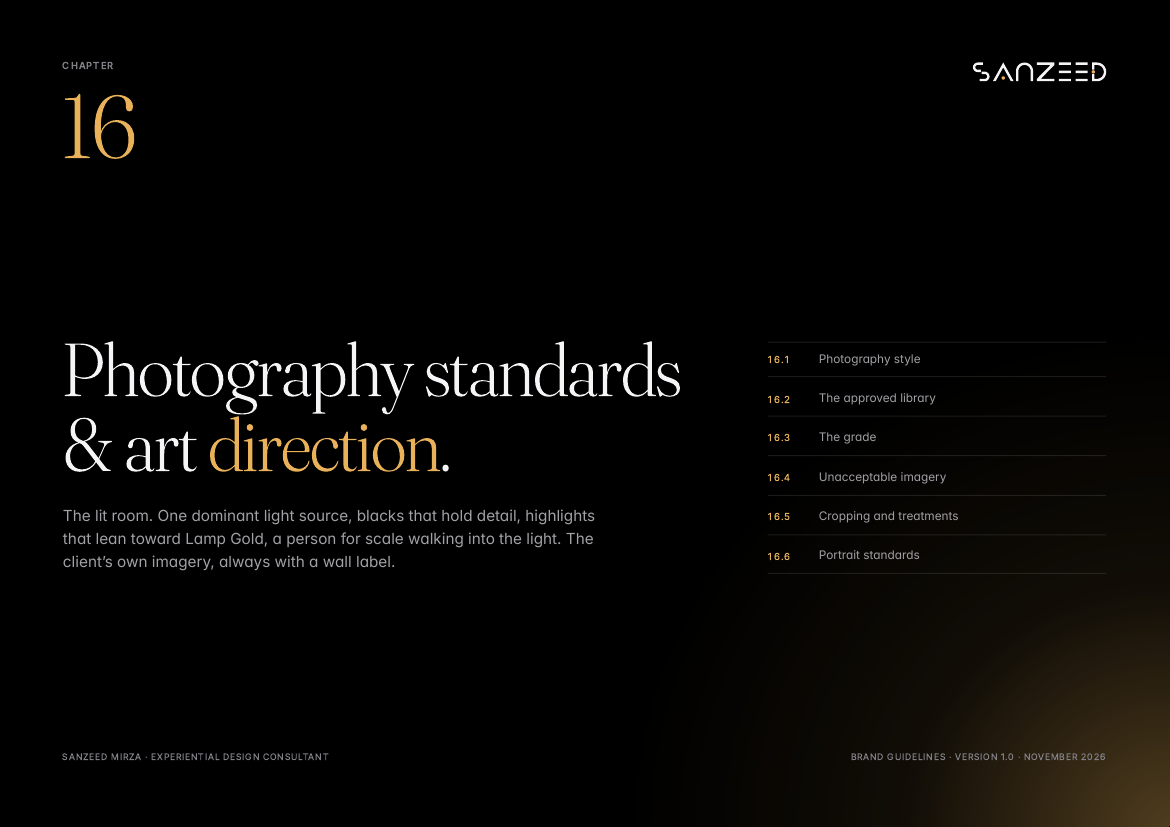 CHAPTER
SANZEED
16
Photography standards
& art direction.
The lit room. One dominant light source, blacks that hold detail, highlights
that lean toward Lamp Gold, a person for scale walking into the light. The
client’s own imagery, always with a wall label.
16.1 Photography style
16.2 The approved library
16.3 The grade
16.4 Unacceptable imagery
16.5 Cropping and treatments
16.6 Portrait standards
SANZEED MIRZA · EXPERIENTIAL DESIGN CONSULTANT
BRAND GUIDELINES · VERSION 1.0 · NOVEMBER 2026